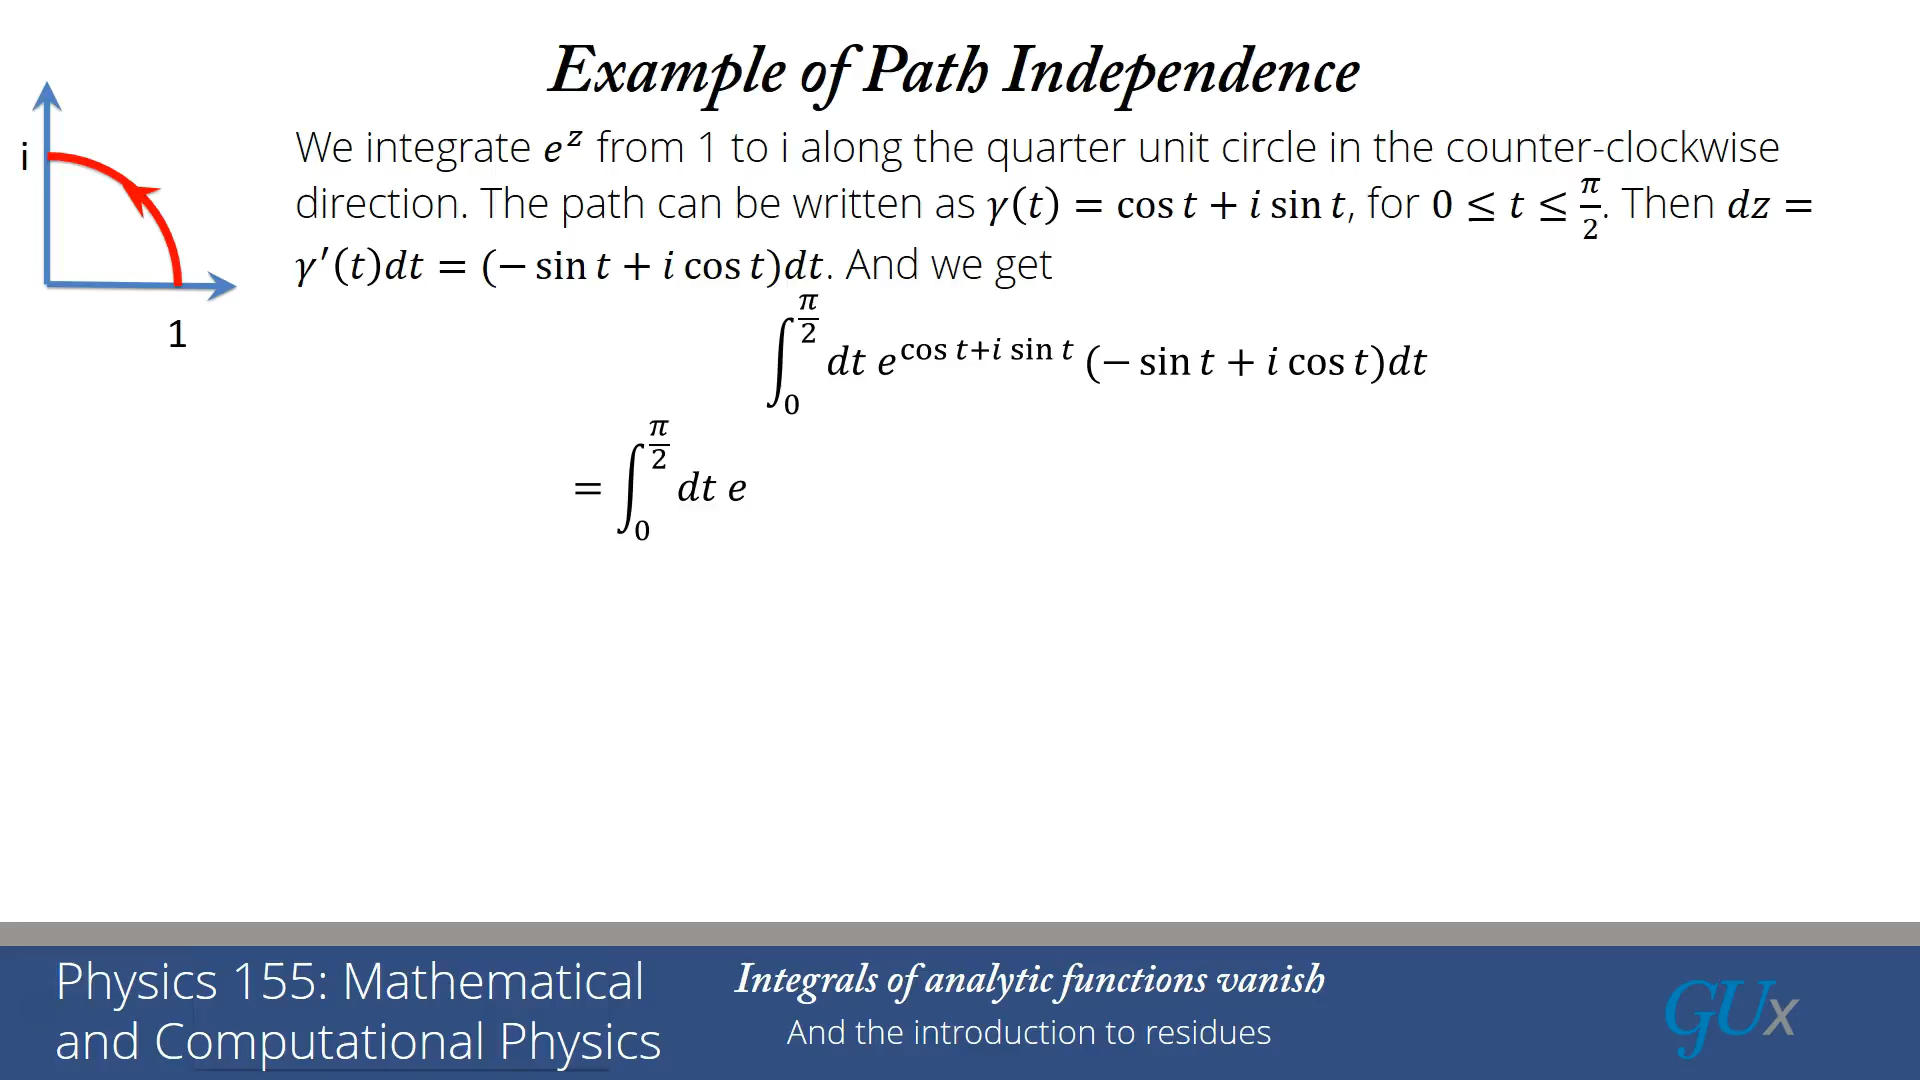 Example of Path Independence
i
1
We integrate e^z from 1 to i along the quarter unit circle in the counter-clockwise
direction. The path can be written as γ(t) = cos t + i sin t, for 0 ≤ t ≤ π/2. Then dz =
γ′(t)dt = (− sin t + i cos t)dt. And we get
∫_0^{π/2} dt e^{cos t+i sin t} (− sin t + i cos t)dt
= ∫_0^{π/2} dt e
Physics 155: Mathematical
and Computational Physics
Integrals of analytic functions vanish
And the introduction to residues
GUx